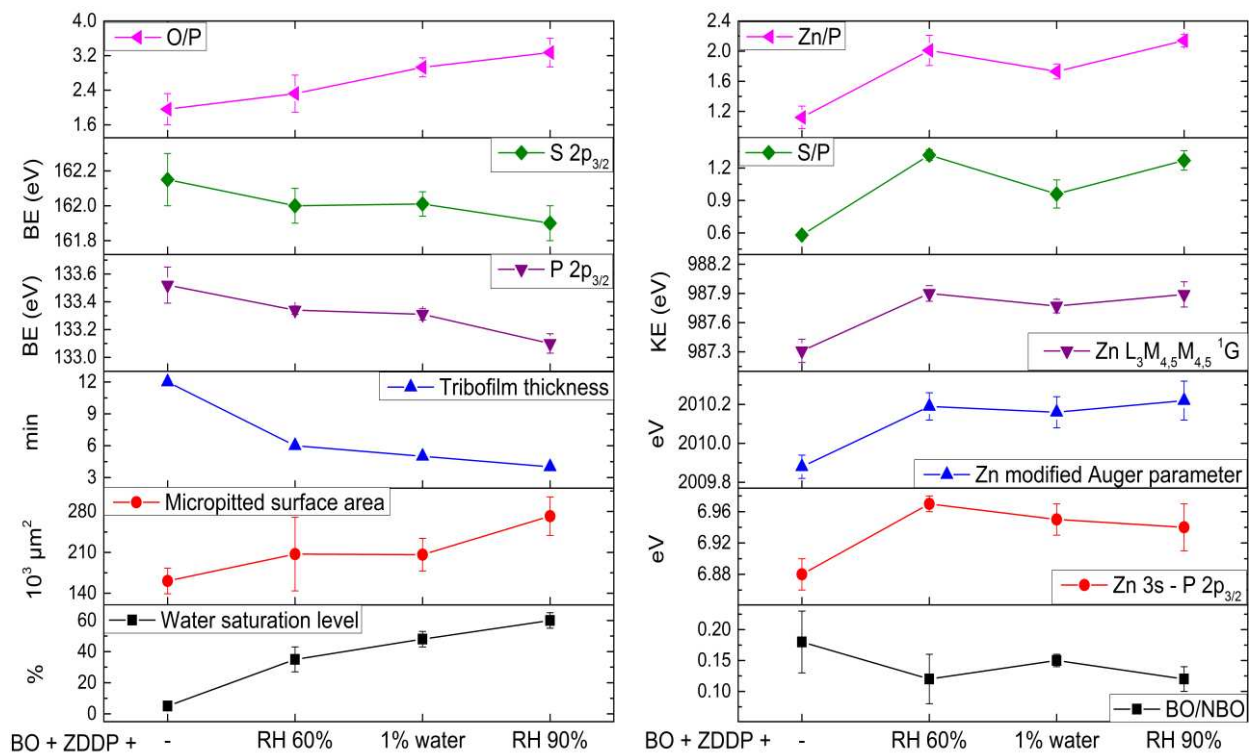 4.0
3.2
2.4
1.6
O/P
BE (eV)
162.2
162.0
161.8
S 2p3/2
BE (eV)
133.6
133.4
133.2
133.0
P 2p3/2
min
12
9
6
3
Tribofilm thickness
10³ µm²
280
210
140
Micropitted surface area
%
60
40
20
0
Water saturation level
BO + ZDDP + - RH 60% 1% water RH 90%
2.4
2.0
1.6
1.2
Zn/P
1.2
0.9
0.6
S/P
KE (eV)
988.2
987.9
987.6
987.3
Zn L3M4,5M4,5 ¹G
eV
2010.2
2010.0
2009.8
Zn modified Auger parameter
eV
6.96
6.92
6.88
Zn 3s - P 2p3/2
0.20
0.15
0.10
BO/NBO
BO + ZDDP + - RH 60% 1% water RH 90%